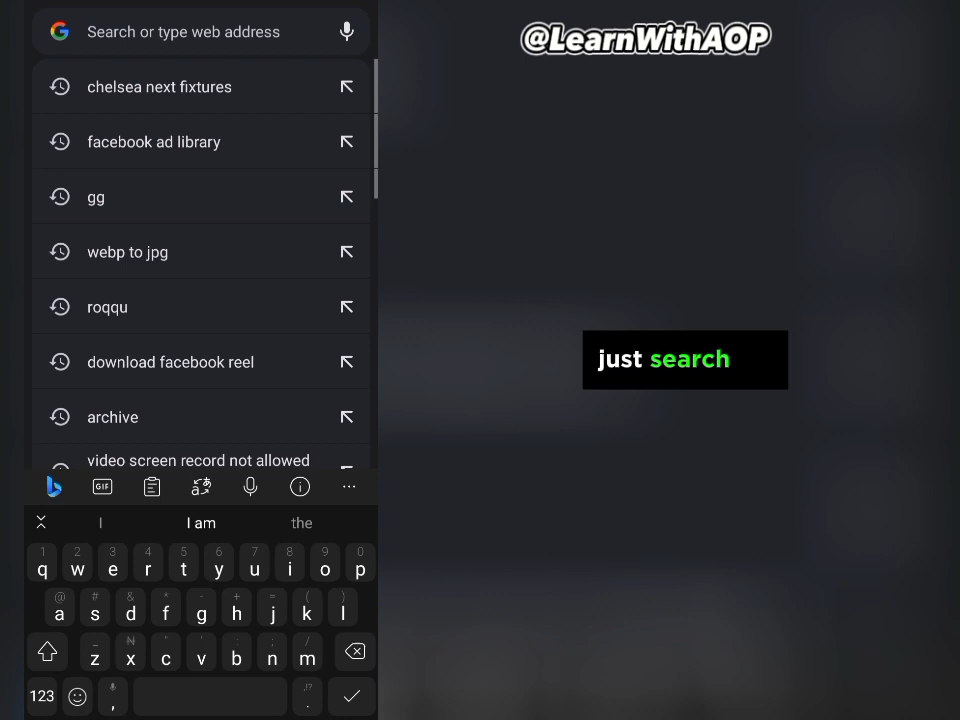 @LearnWithAOP
Search or type web address
chelsea next fixtures
facebook ad library
gg
webp to jpg
roqqu
download facebook reel
archive
video screen record not allowed
just search
GIF
I I am the
1 2 3 4 5 6 7 8 9 0
q w e r t y u i o p
@ # & * - + = ( )
a s d f g h j k l
_ ₦ " ' : ; /
z x c v b n m
123 , .
,!?